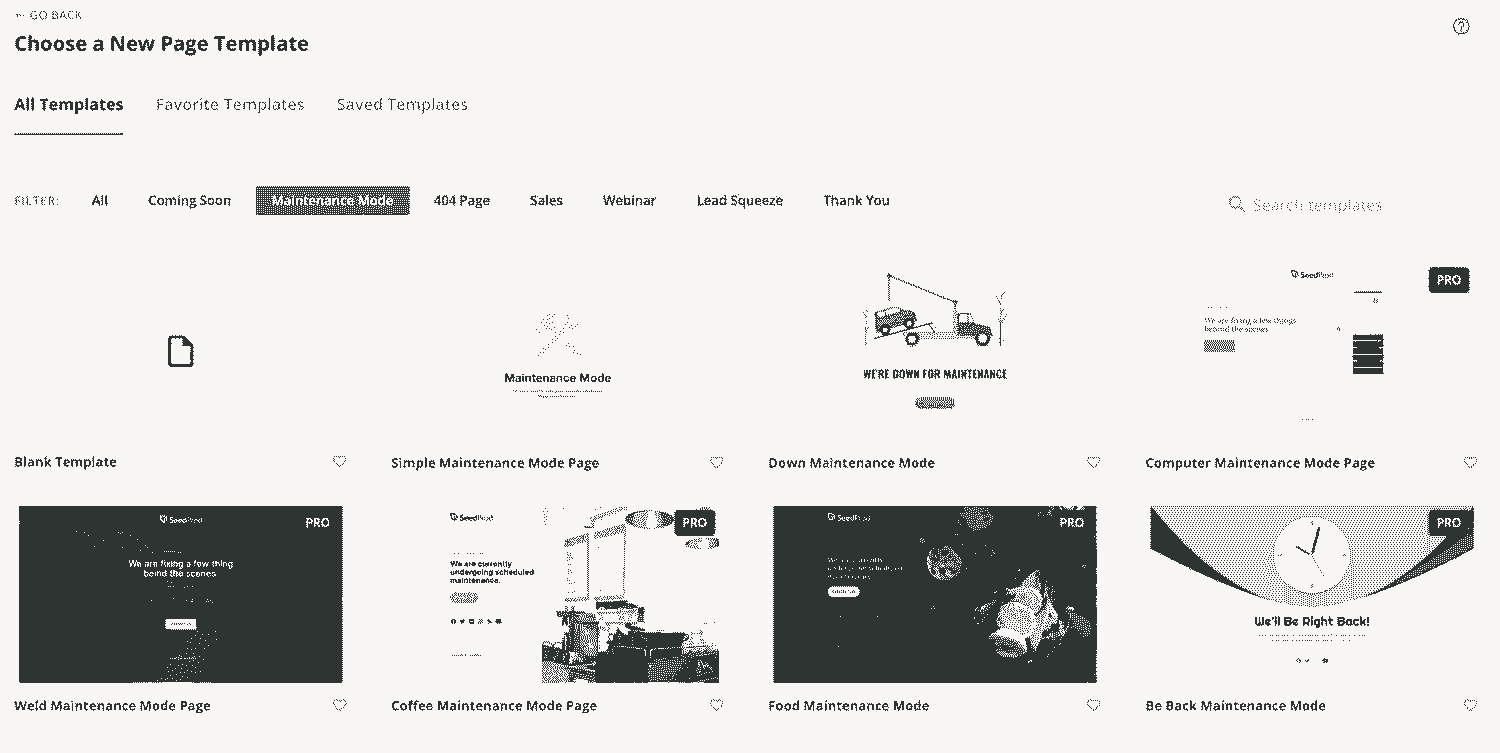 ← GO BACK
Choose a New Page Template
All Templates Favorite Templates Saved Templates
FILTER: All Coming Soon Maintenance Mode 404 Page Sales Webinar Lead Squeeze Thank You Search templates
Maintenance Mode
WE'RE DOWN FOR MAINTENANCE
SeedProd
PRO
We are fixing a few things
behind the scenes
Blank Template Simple Maintenance Mode Page Down Maintenance Mode Computer Maintenance Mode Page
SeedProd
PRO
We are fixing a few thing
beind the scenes
SeedProd
PRO
We are currently
undergoing scheduled
maintenance.
SeedProd
PRO
We are currently
PRO
We'll Be Right Back!
Weld Maintenance Mode Page Coffee Maintenance Mode Page Food Maintenance Mode Be Back Maintenance Mode